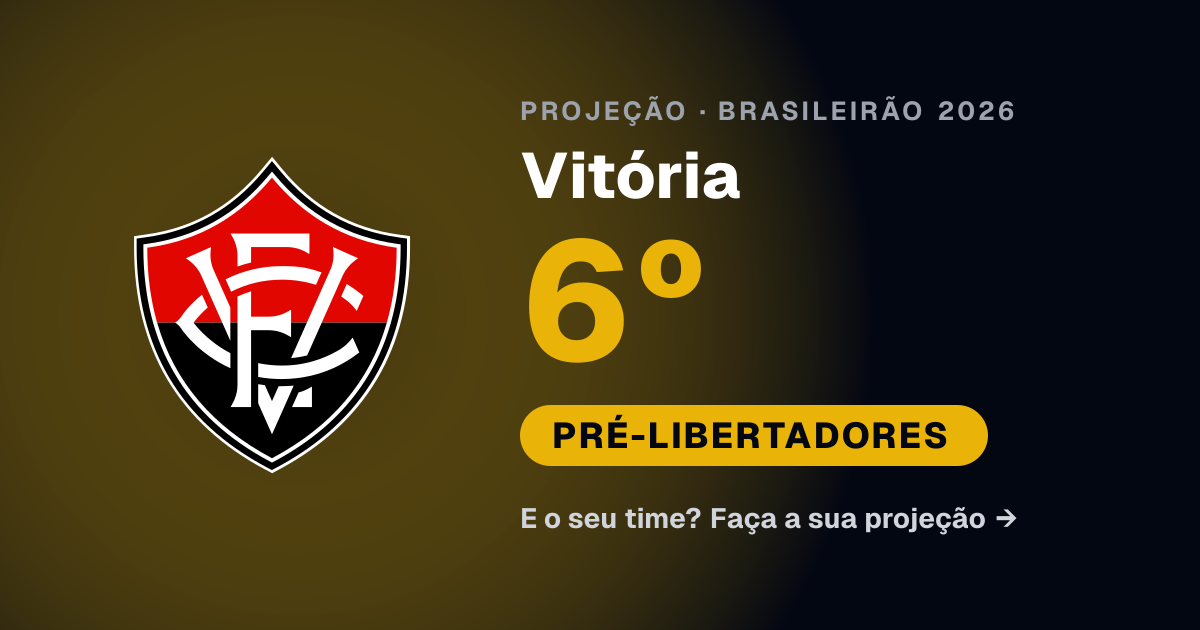 PROJEÇÃO · BRASILEIRÃO 2026
Vitória
6º
PRÉ-LIBERTADORES
E o seu time? Faça a sua projeção →